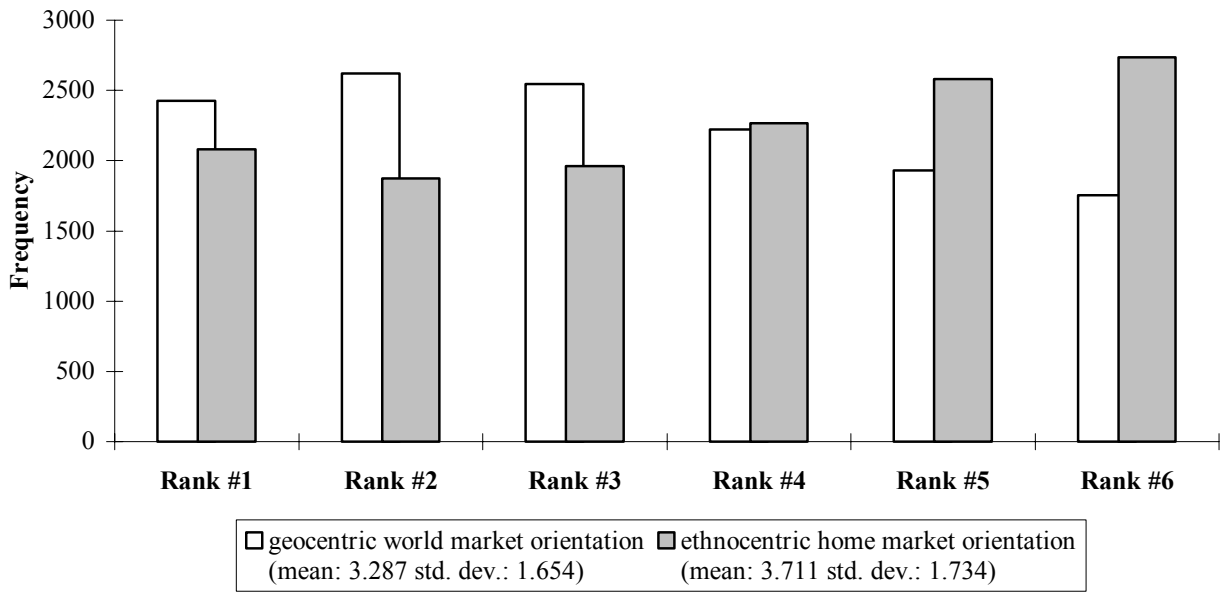 3000
2500
2000
1500
1000
500
0
Frequency
Rank #1 Rank #2 Rank #3 Rank #4 Rank #5 Rank #6
geocentric world market orientation ethnocentric home market orientation
(mean: 3.287 std. dev.: 1.654) (mean: 3.711 std. dev.: 1.734)